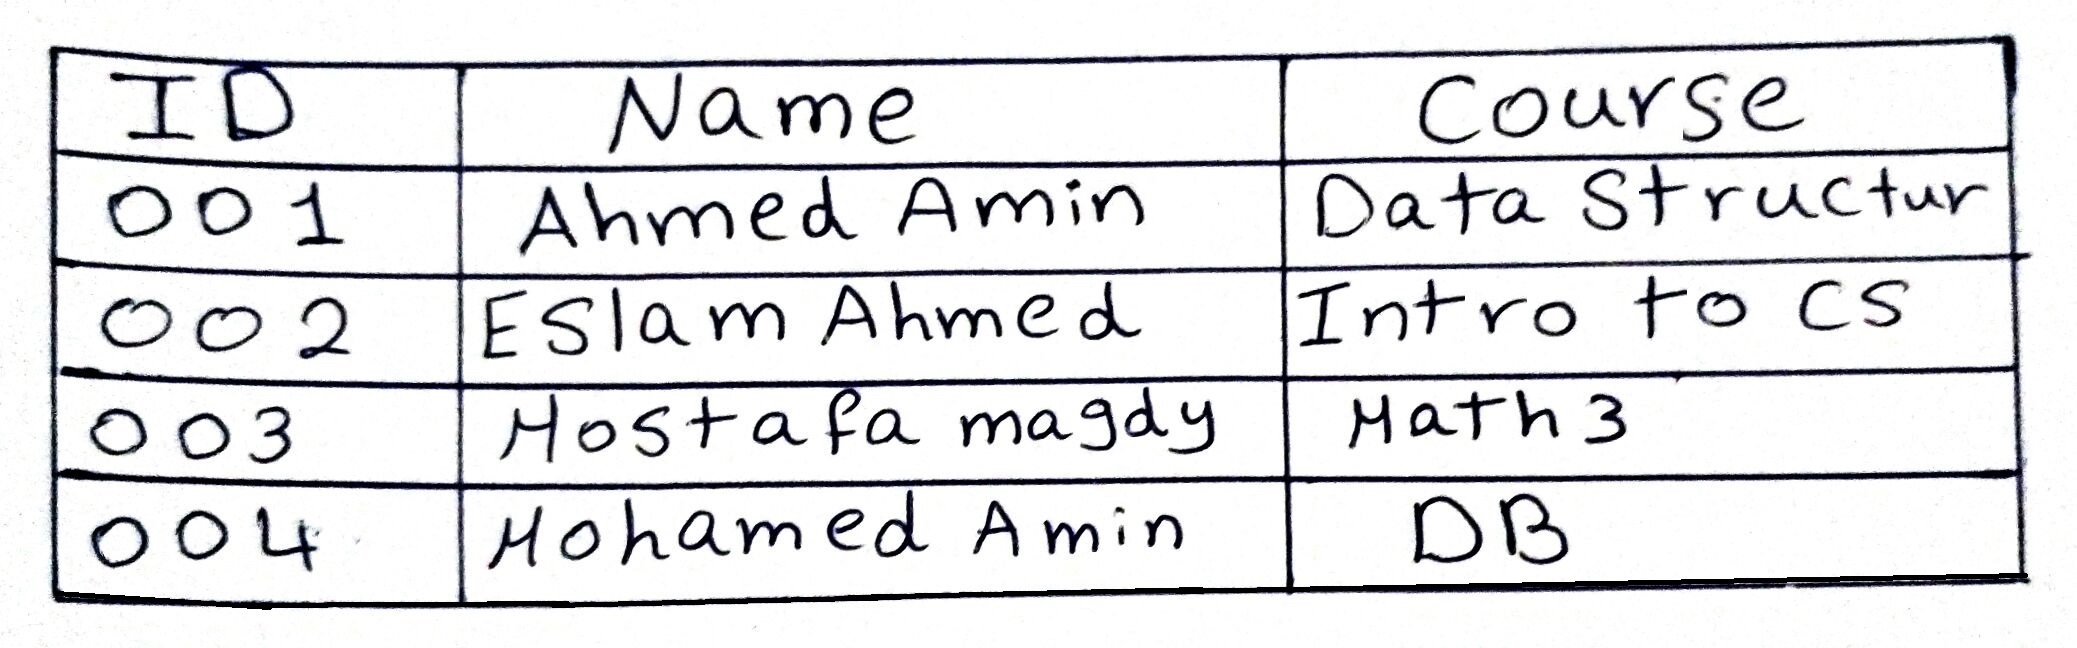 ID Name Course
001 Ahmed Amin Data Structur
002 ESlam Ahmed Intro to CS
003 Mostafa magdy Math 3
004 Mohamed Amin DB